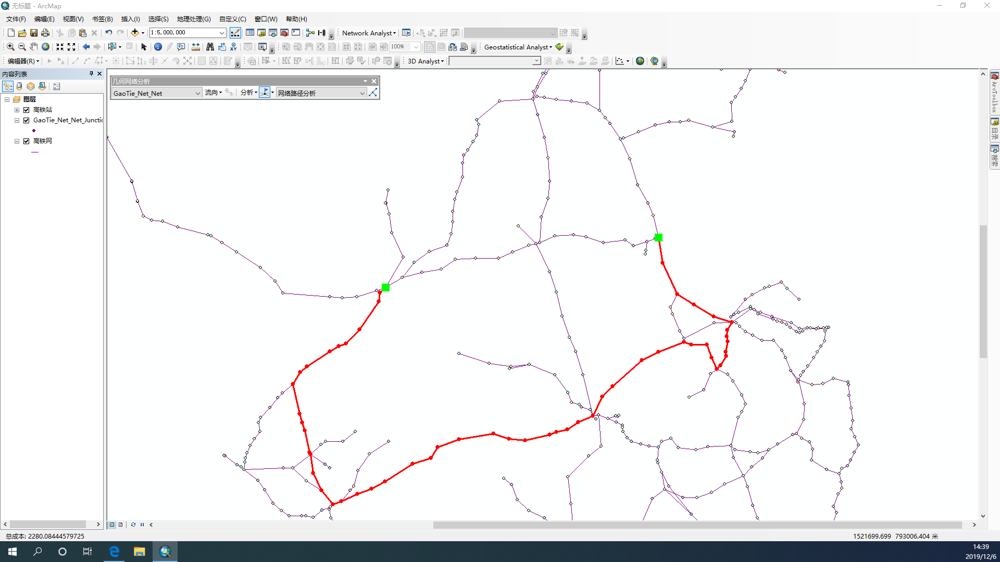 无标题 - ArcMap
文件(F) 编辑(E) 视图(V) 书签(B) 插入(I) 选择(S) 地理处理(G) 自定义(C) 窗口(W) 帮助(H)
1:5,000,000 Network Analyst
100% Geostatistical Analyst
编辑器(R) 3D Analyst
内容列表
图层
高铁站
GaoTie_Net_Net_Juncti
高铁网
几何网络分析
GaoTie_Net_Net 流向 分析 网络路径分析
ArcToolbox
目录
搜索
总成本: 2280.08444579725
1521699.699 793006.404 米
14:39
2019/12/6